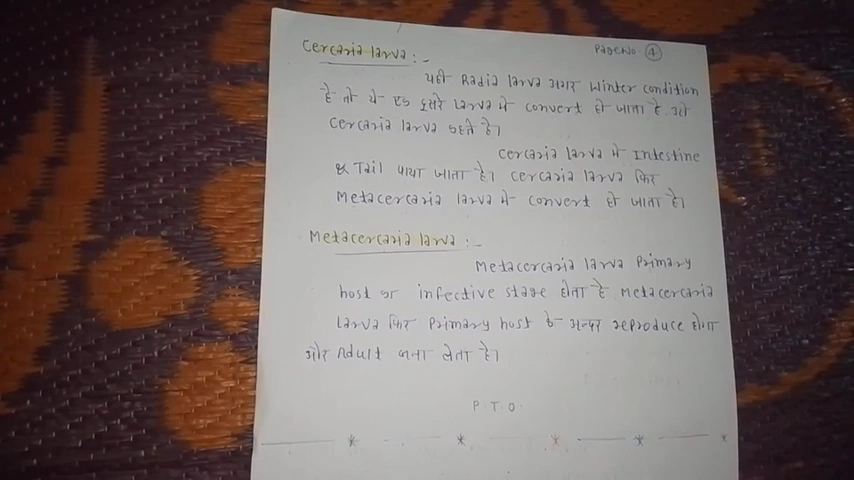 Page No. 4
Cercaria larva :-
यही Radia larva अगर Winter condition
है तो ये एक दुसरे Larva मे convert हो जाता है उसे
Cercaria larva कहते है।
Cercaria larva मे Intestine
& Tail पाया जाता है। Cercaria larva फिर
Metacercaria larva मे convert हो जाता है।
Metacercaria larva :-
Metacercaria larva Primary
host का infective stage होता है Metacercaria
Larva फिर Primary host के अन्दर reproduce होगा
और Adult बना लेता है।
P.T.O.